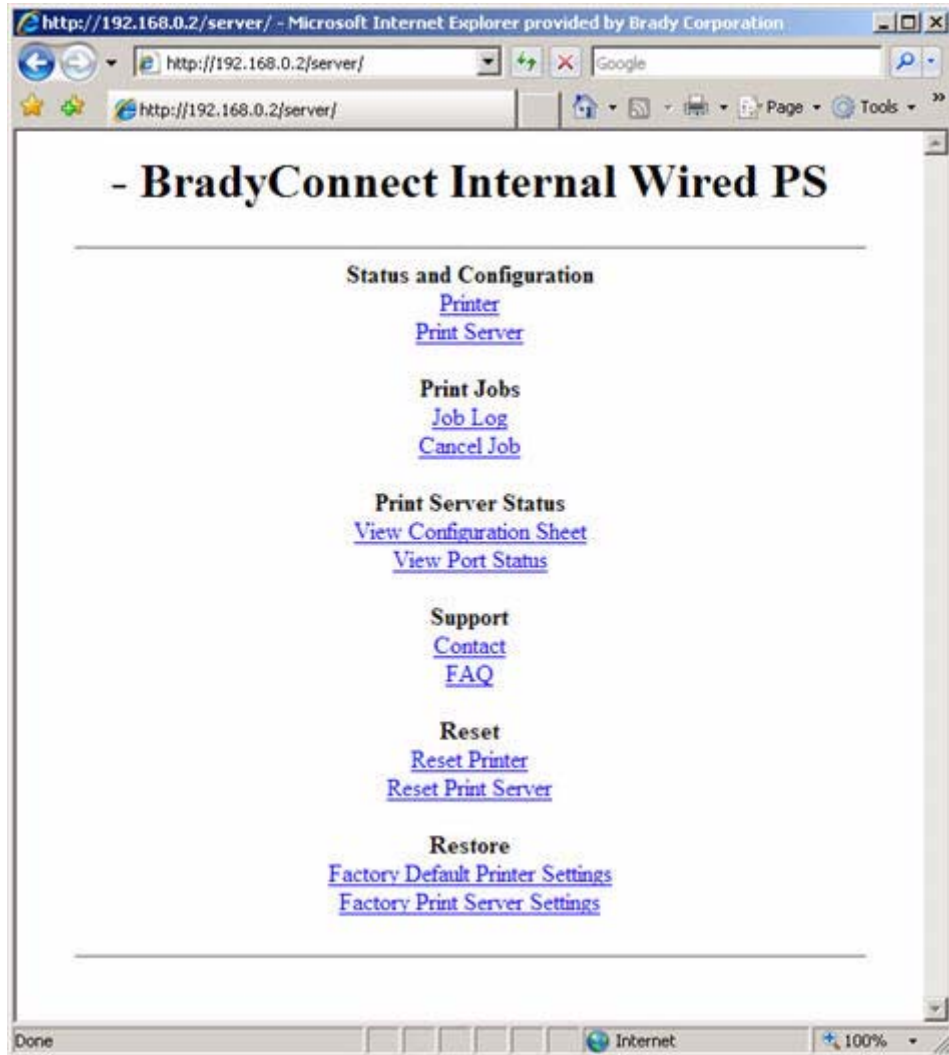 http://192.168.0.2/server/ - Microsoft Internet Explorer provided by Brady Corporation
http://192.168.0.2/server/
Google
http://192.168.0.2/server/
Page
Tools
- BradyConnect Internal Wired PS
Status and Configuration
Printer
Print Server
Print Jobs
Job Log
Cancel Job
Print Server Status
View Configuration Sheet
View Port Status
Support
Contact
FAQ
Reset
Reset Printer
Reset Print Server
Restore
Factory Default Printer Settings
Factory Print Server Settings
Done
Internet
100%